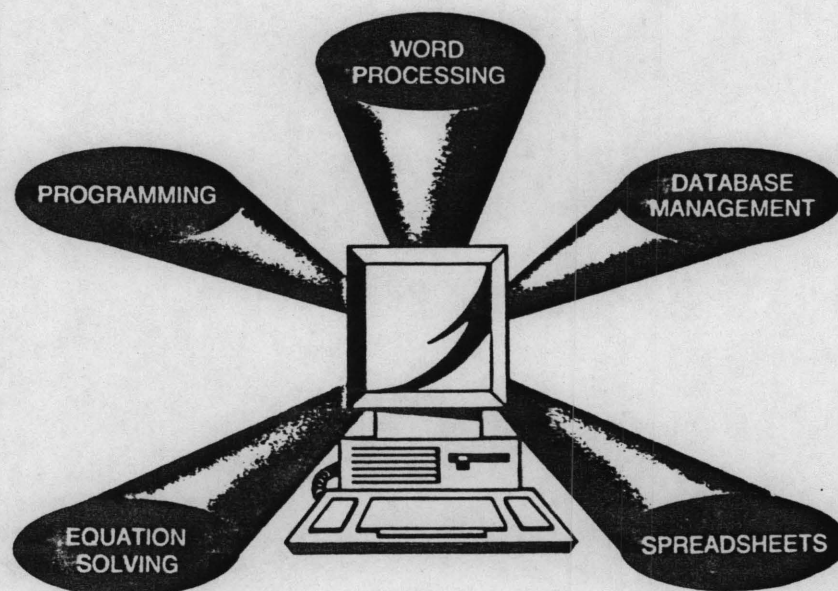 WORD
PROCESSING
PROGRAMMING
DATABASE
MANAGEMENT
EQUATION
SOLVING
SPREADSHEETS